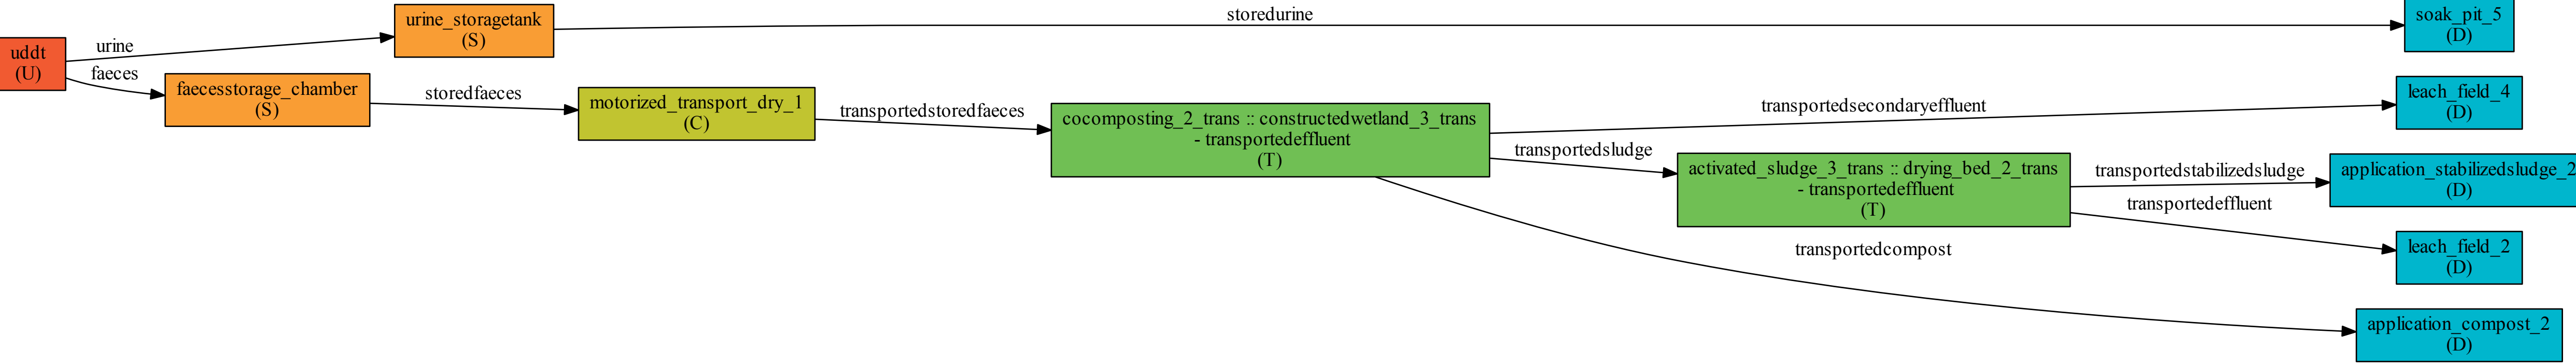 uddt
(U)
urine
faeces
urine_storagetank
(S)
faecesstorage_chamber
(S)
storedurine
storedfaeces
motorized_transport_dry_1
(C)
transportedstoredfaeces
cocomposting_2_trans :: constructedwetland_3_trans
- transportedeffluent
(T)
transportedsecondaryeffluent
transportedsludge
transportedcompost
activated_sludge_3_trans :: drying_bed_2_trans
- transportedeffluent
(T)
transportedstabilizedsludge
transportedeffluent
soak_pit_5
(D)
leach_field_4
(D)
application_stabilizedsludge_2
(D)
leach_field_2
(D)
application_compost_2
(D)